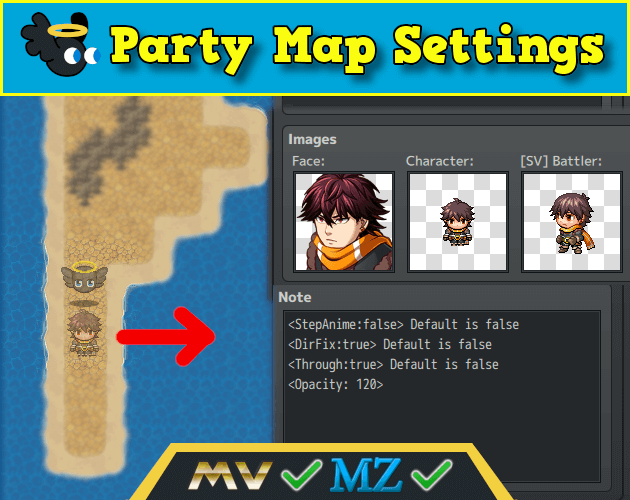 Party Map Settings
Images
Face: Character: [SV] Battler:
Note
<StepAnime:false> Default is false
<DirFix:true> Default is false
<Through:true> Default is false
<Opacity: 120>
MV MZ